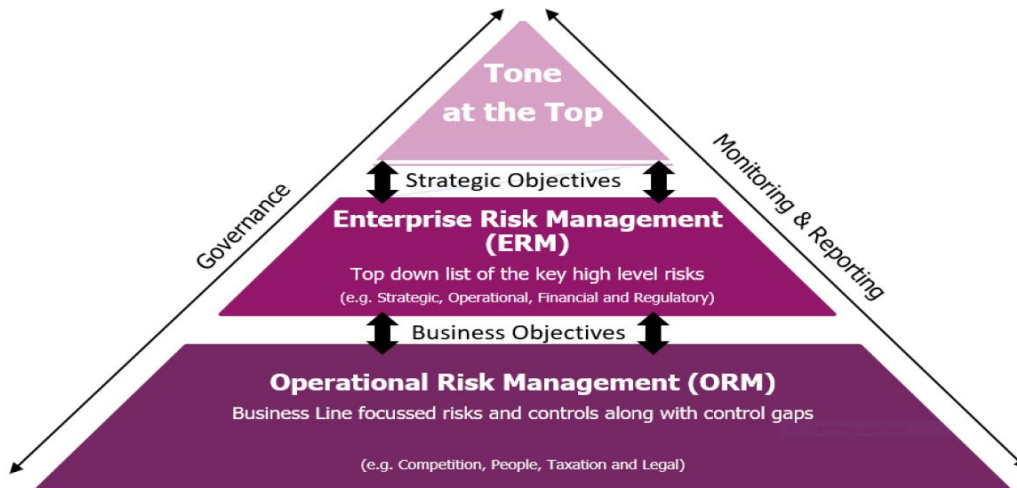 Tone
at the Top
Governance
Monitoring & Reporting
Strategic Objectives
Enterprise Risk Management
(ERM)
Top down list of the key high level risks
(e.g. Strategic, Operational, Financial and Regulatory)
Business Objectives
Operational Risk Management (ORM)
Business Line focussed risks and controls along with control gaps
(e.g. Competition, People, Taxation and Legal)